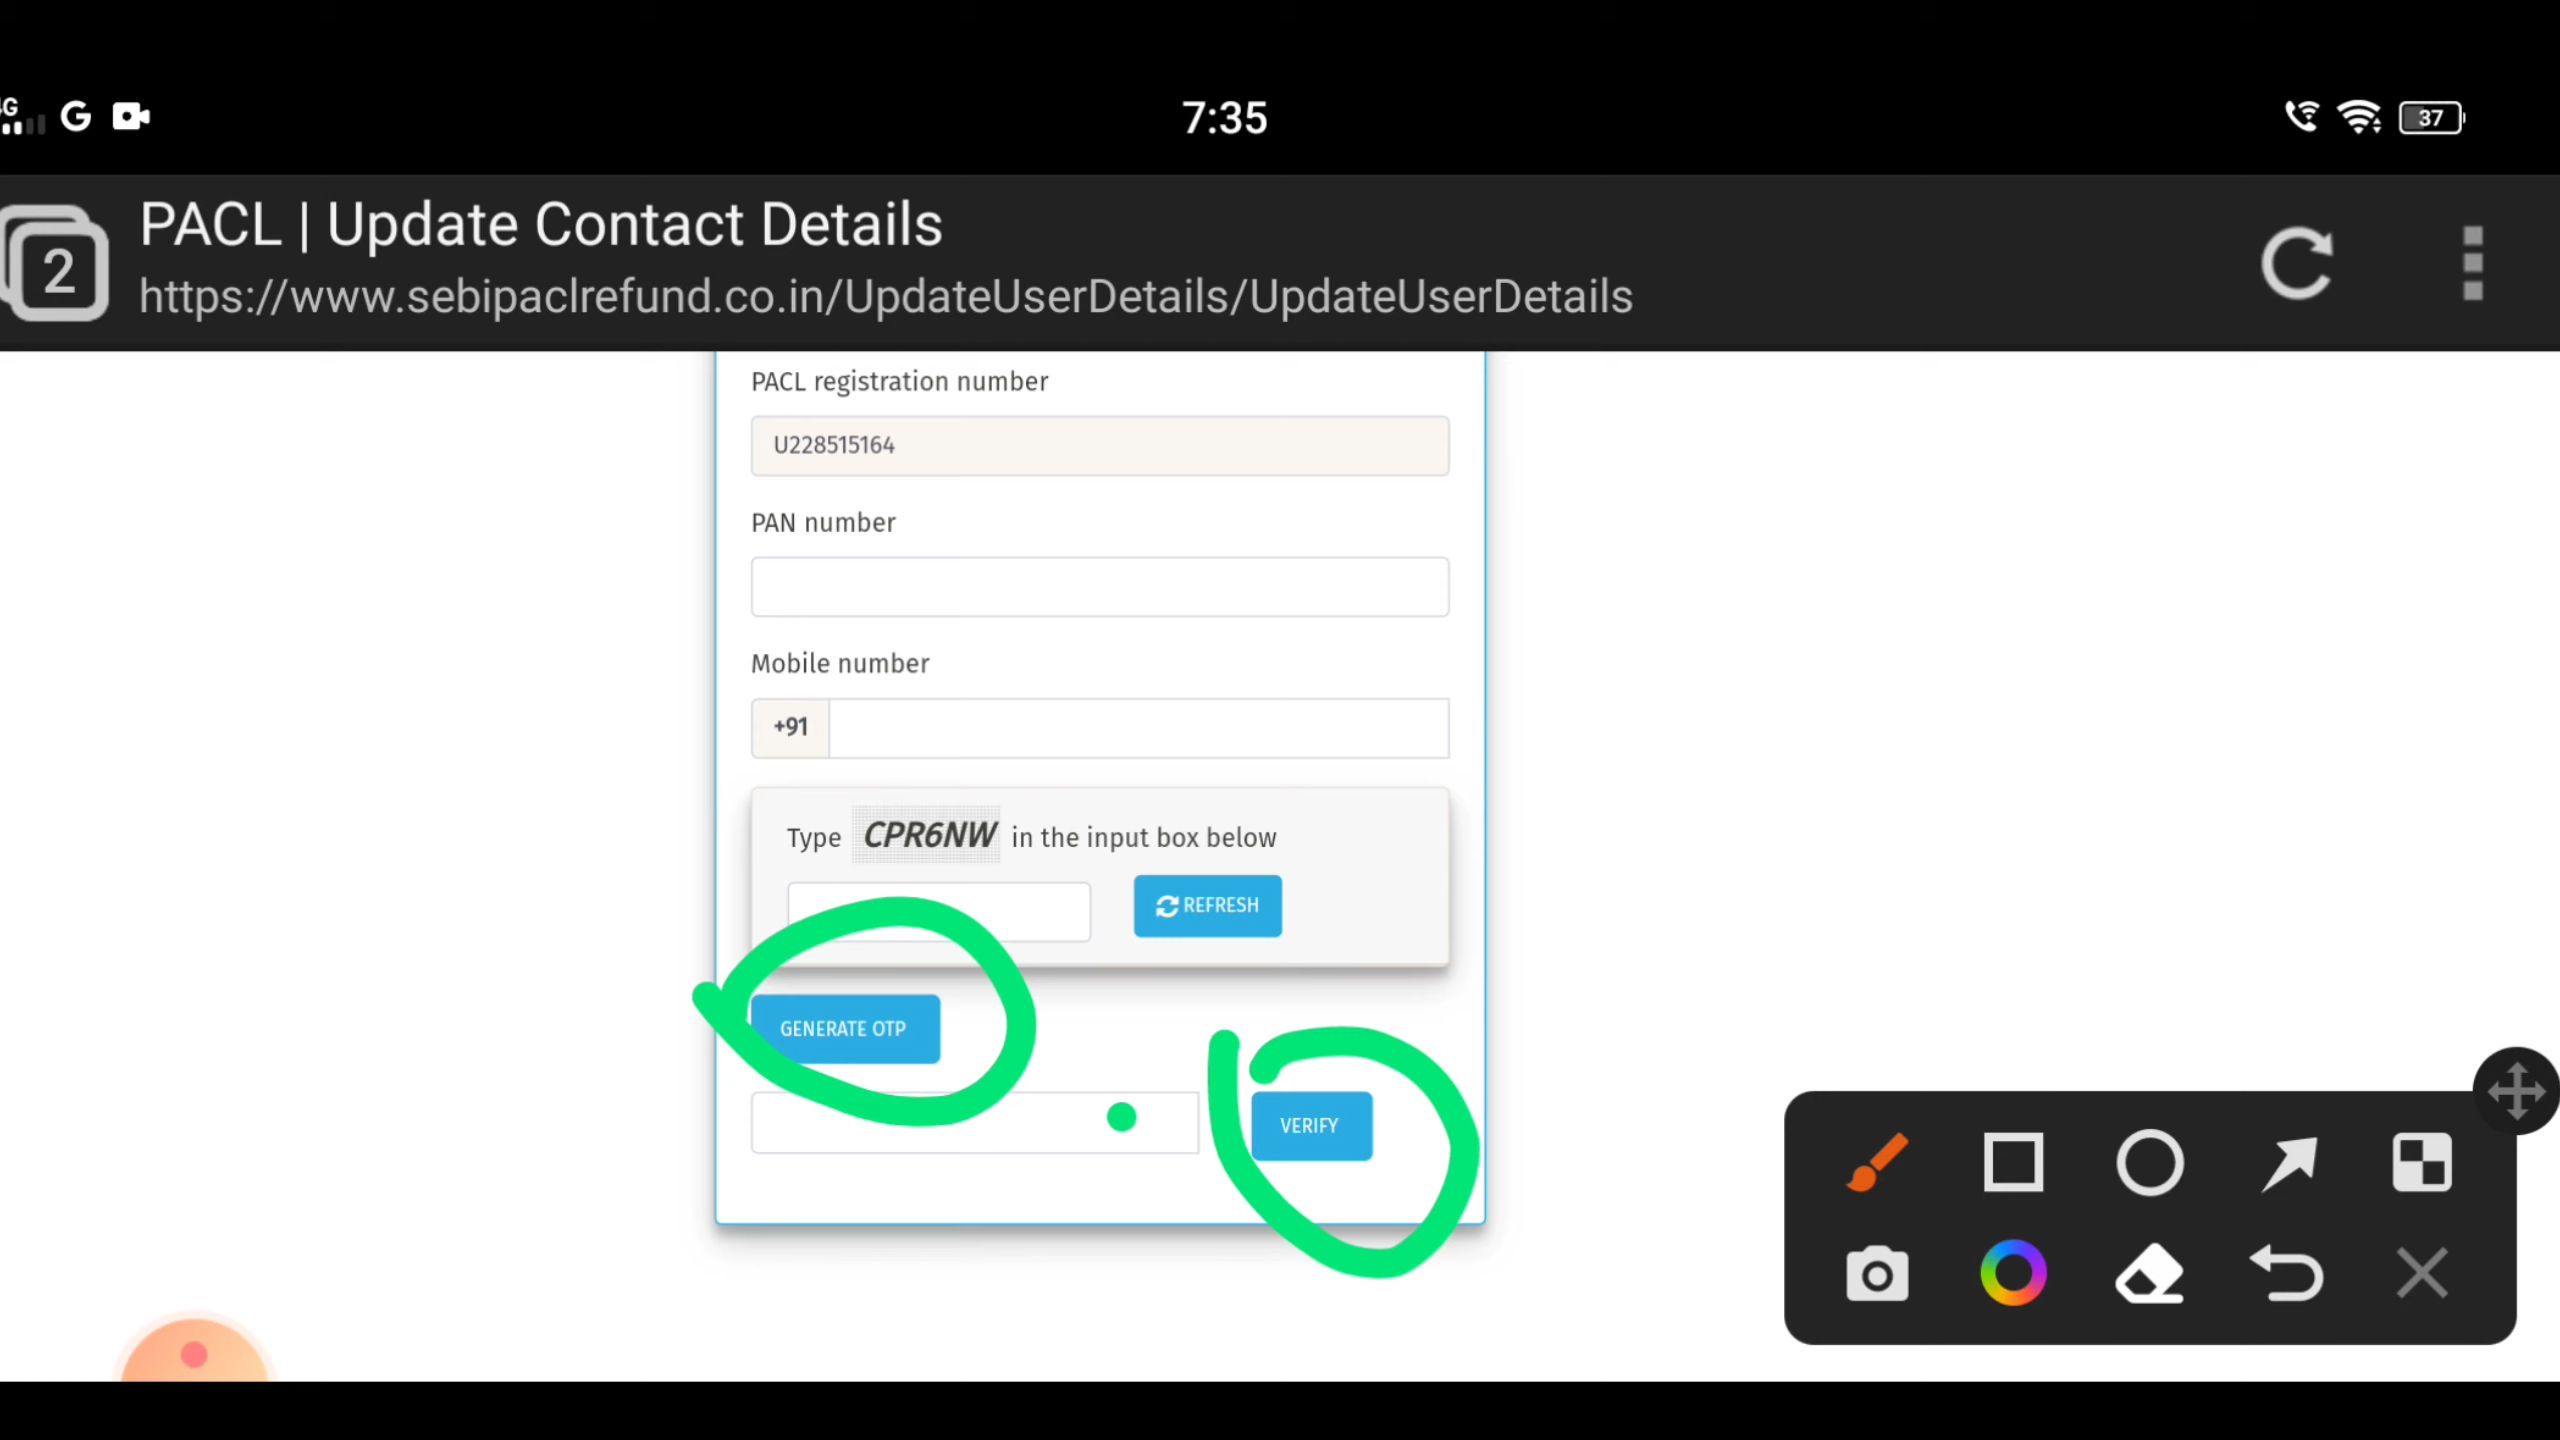 4G
7:35
37
2
PACL | Update Contact Details
https://www.sebipaclrefund.co.in/UpdateUserDetails/UpdateUserDetails
PACL registration number
U228515164
PAN number
Mobile number
+91
Type CPR6NW in the input box below
REFRESH
GENERATE OTP
VERIFY